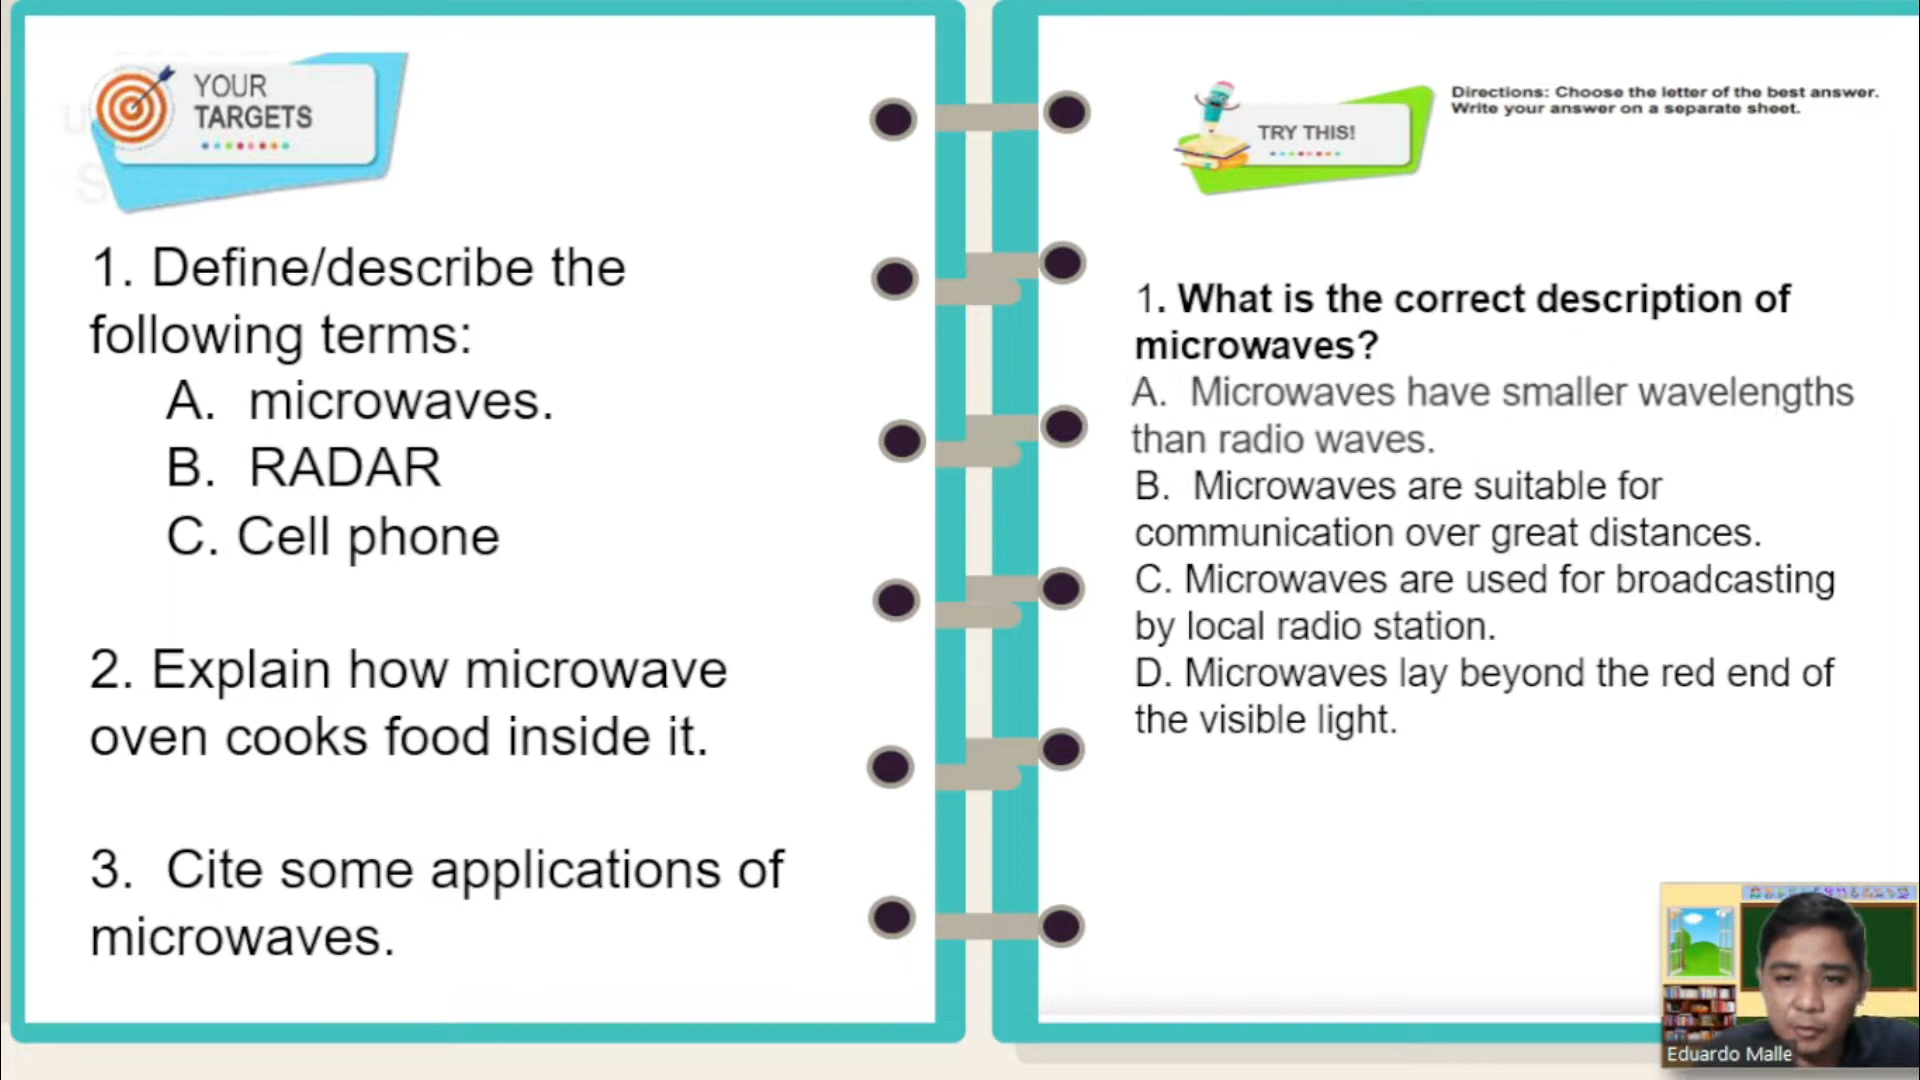 YOUR
TARGETS
1. Define/describe the
following terms:
A. microwaves.
B. RADAR
C. Cell phone
2. Explain how microwave
oven cooks food inside it.
3. Cite some applications of
microwaves.
TRY THIS!
Directions: Choose the letter of the best answer.
Write your answer on a separate sheet.
1. What is the correct description of
microwaves?
A. Microwaves have smaller wavelengths
than radio waves.
B. Microwaves are suitable for
communication over great distances.
C. Microwaves are used for broadcasting
by local radio station.
D. Microwaves lay beyond the red end of
the visible light.
Eduardo Malle